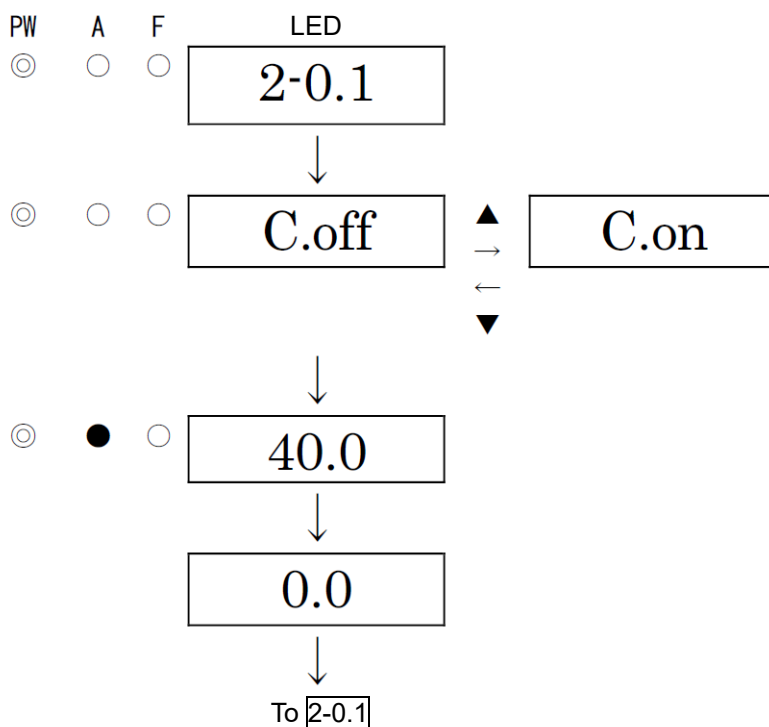 PW A F LED
◎ ○ ○ 2-0.1
↓
◎ ○ ○ C.off ▲ → ← ▼ C.on
↓
◎ ● ○ 40.0
↓
0.0
↓
To 2-0.1